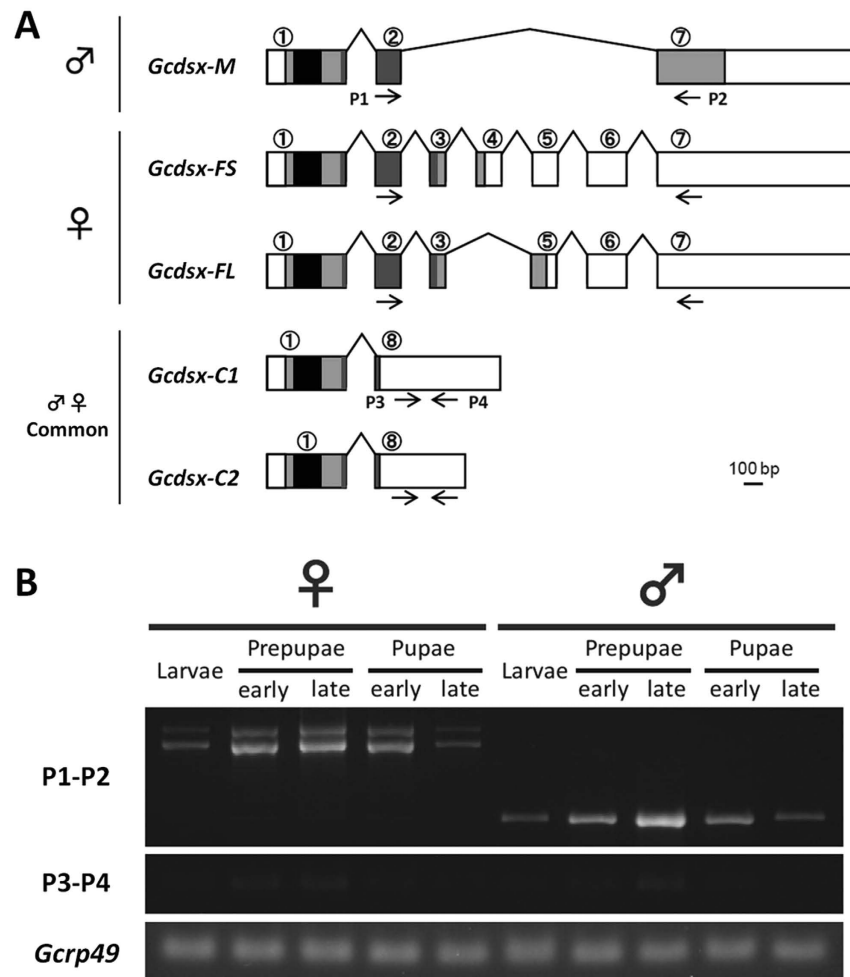 A
♂
① ② ⑦
Gcdsx-M
P1 → ← P2
① ② ③ ④ ⑤ ⑥ ⑦
Gcdsx-FS
→ ←
♀
① ② ③ ⑤ ⑥ ⑦
Gcdsx-FL
→ ←
① ⑧
Gcdsx-C1
P3 → ← P4
♂♀
Common
① ⑧
Gcdsx-C2
→ ←
100 bp
B
♀ ♂
Larvae Prepupae Pupae Larvae Prepupae Pupae
early late early late early late early late
P1-P2
P3-P4
Gcrp49